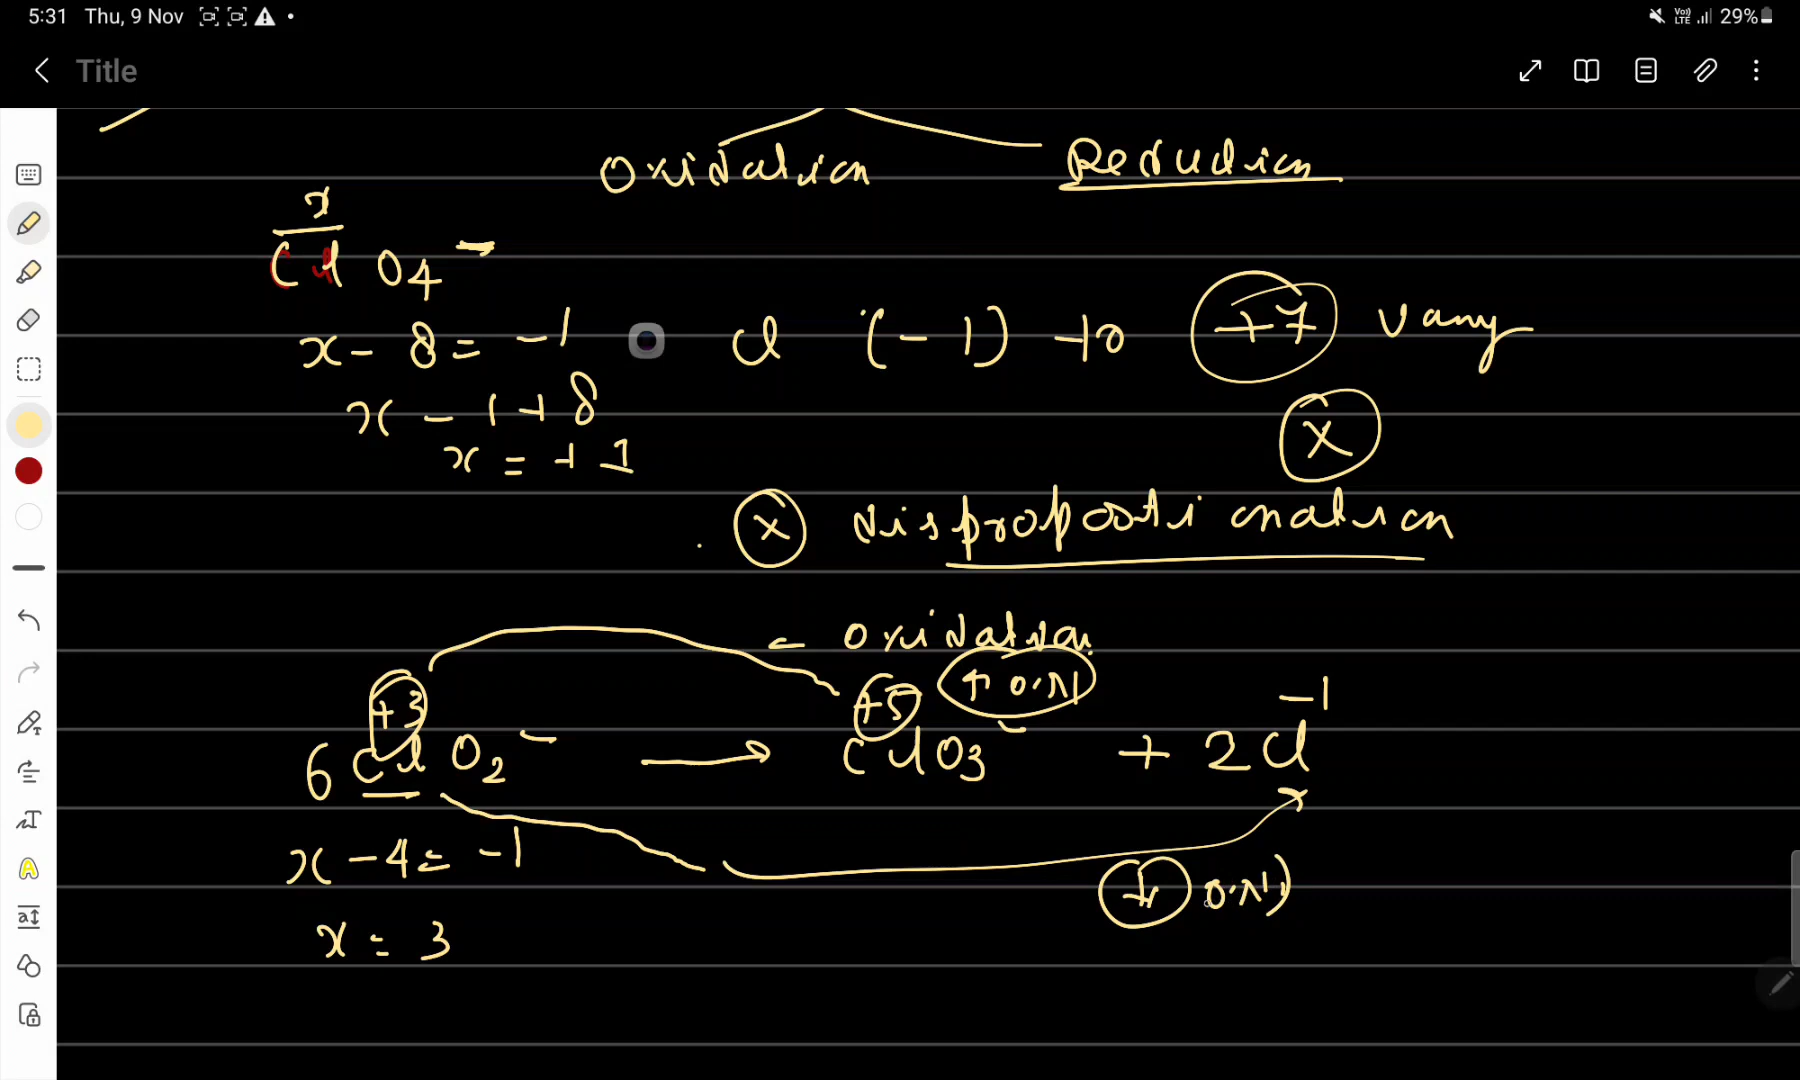 5:31 Thu, 9 Nov 29%
Title
Oxidation Reduction
x
ClO4⁻
x - 8 = -1 Cl (-1) to +7 vary
x - 1 + 8 x
x = + 7
x disproportionation
- oxidation
+3 +5 ↑ O.N -1
6 ClO2⁻ → ClO3⁻ + 2Cl
x - 4 = -1
↓ O.N)
x = 3